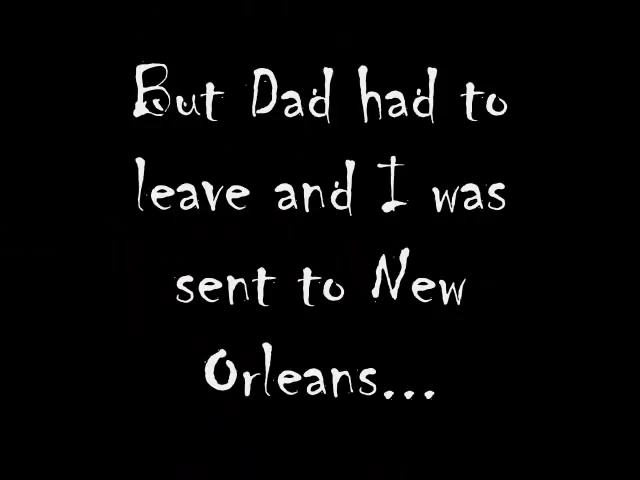 But Dad had to
leave and I was
sent to New
Orleans...